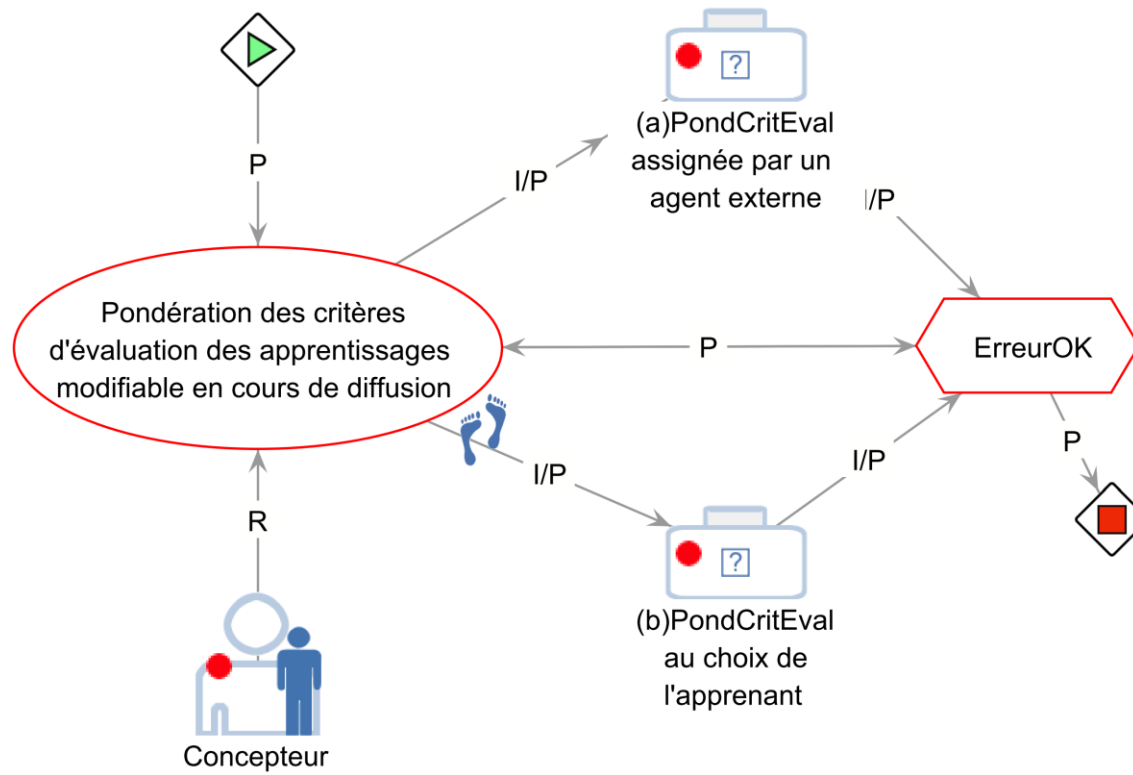 ?
(a)PondCritEval
assignée par un
agent externe
P
I/P
I/P
Pondération des critères
d'évaluation des apprentissages
modifiable en cours de diffusion
P
ErreurOK
I/P
I/P
P
R
?
(b)PondCritEval
au choix de
l'apprenant
Concepteur